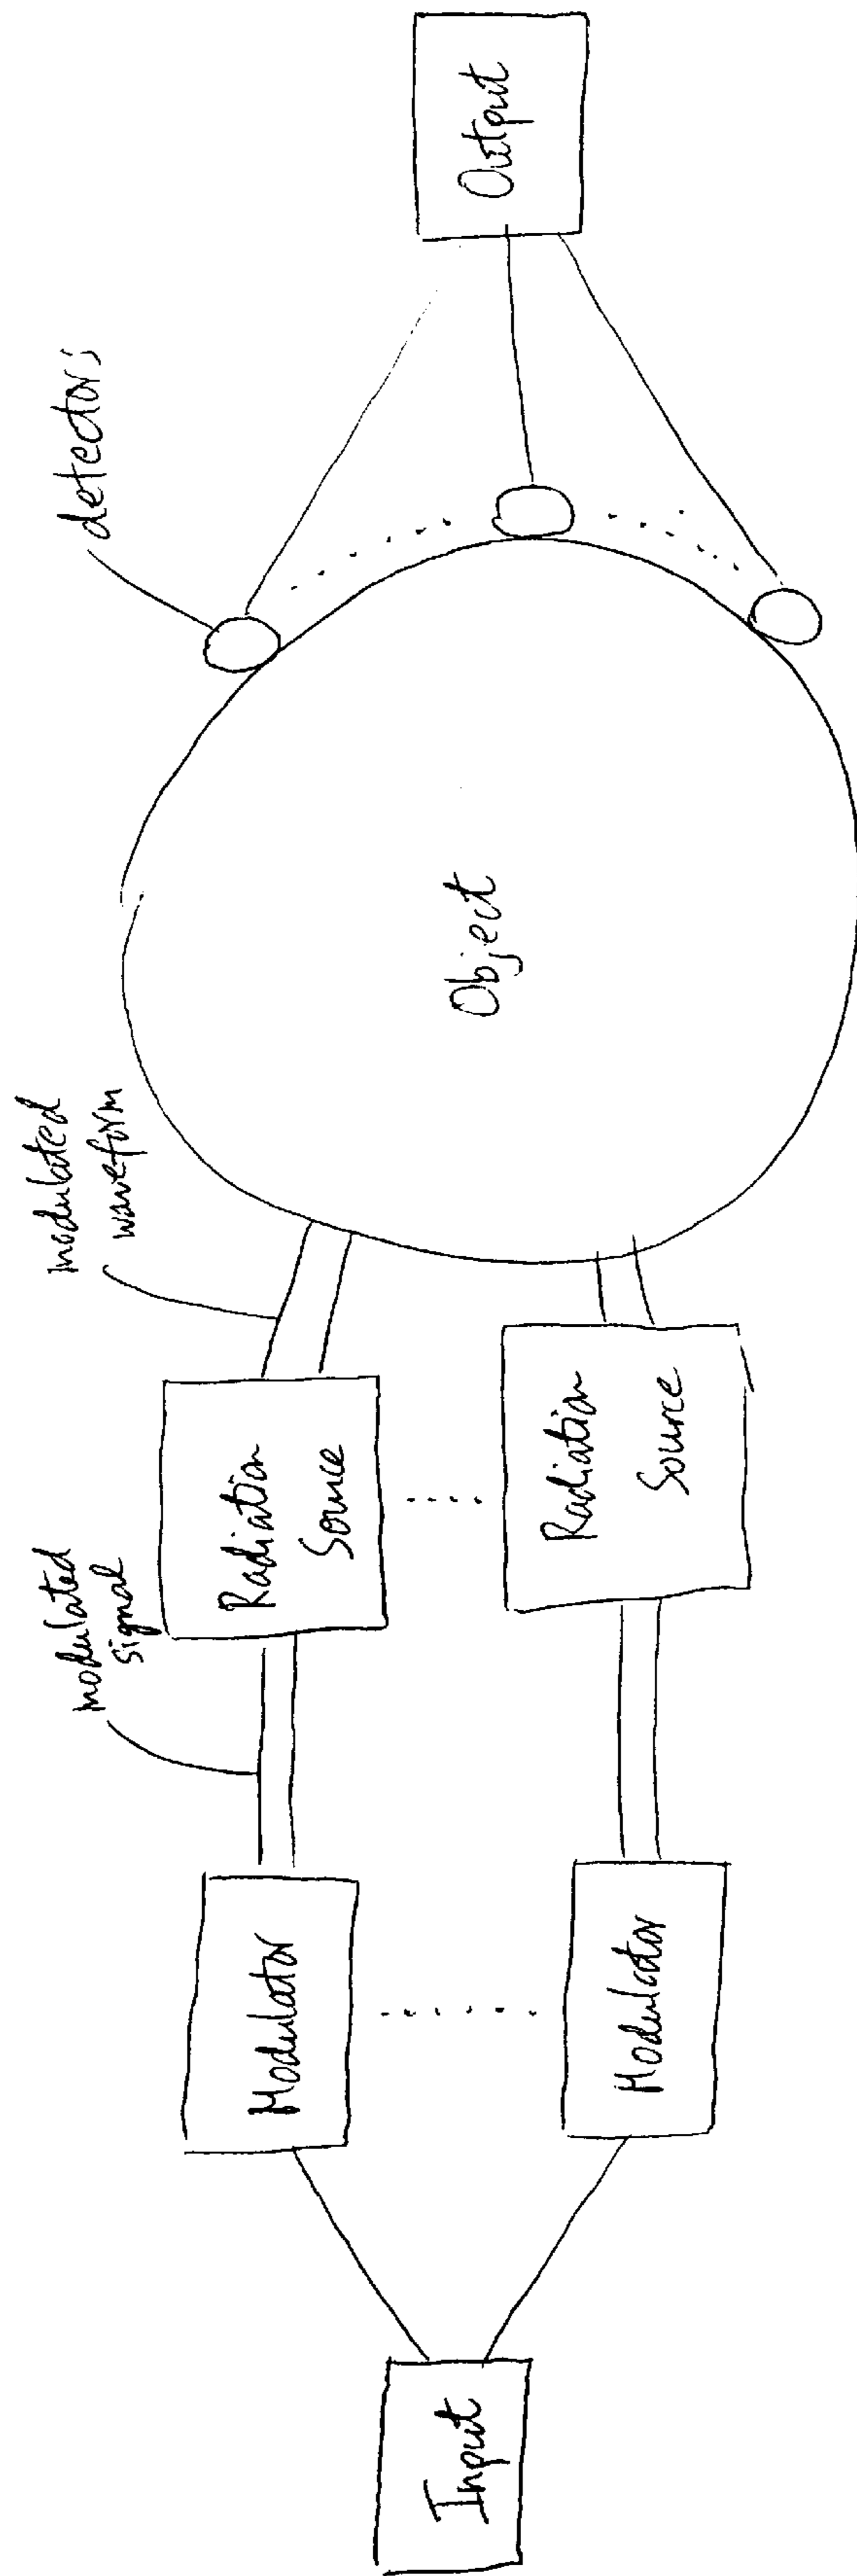 Input
Modulator
Modulator
modulated
signal
Radiation
Source
Radiation
Source
modulated
waveform
Object
detectors
Output